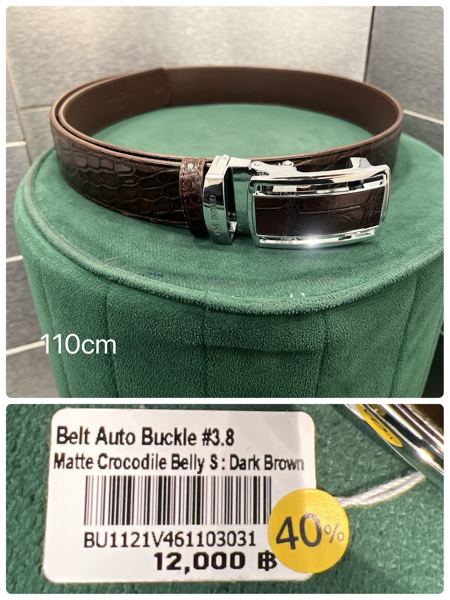 110cm
Belt Auto Buckle #3.8
Matte Crocodile Belly S : Dark Brown
BU1121V461103031
12,000 ฿
40%